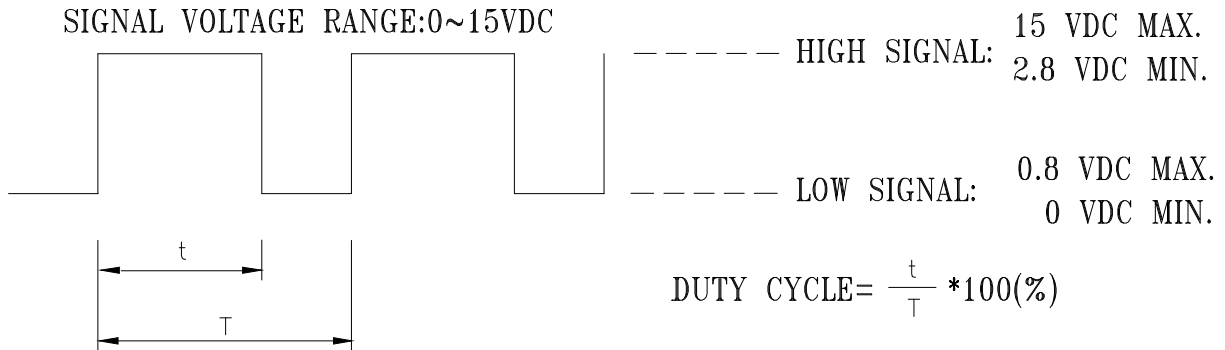 SIGNAL VOLTAGE RANGE:0~15VDC
HIGH SIGNAL: 15 VDC MAX.
2.8 VDC MIN.
LOW SIGNAL: 0.8 VDC MAX.
0 VDC MIN.
t
T
DUTY CYCLE= t/T *100(%)